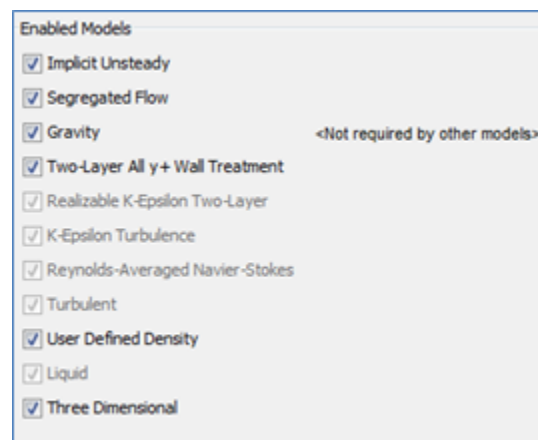 Enabled Models
Implicit Unsteady
Segregated Flow
Gravity <Not required by other models>
Two-Layer All y+ Wall Treatment
Realizable K-Epsilon Two-Layer
K-Epsilon Turbulence
Reynolds-Averaged Navier-Stokes
Turbulent
User Defined Density
Liquid
Three Dimensional